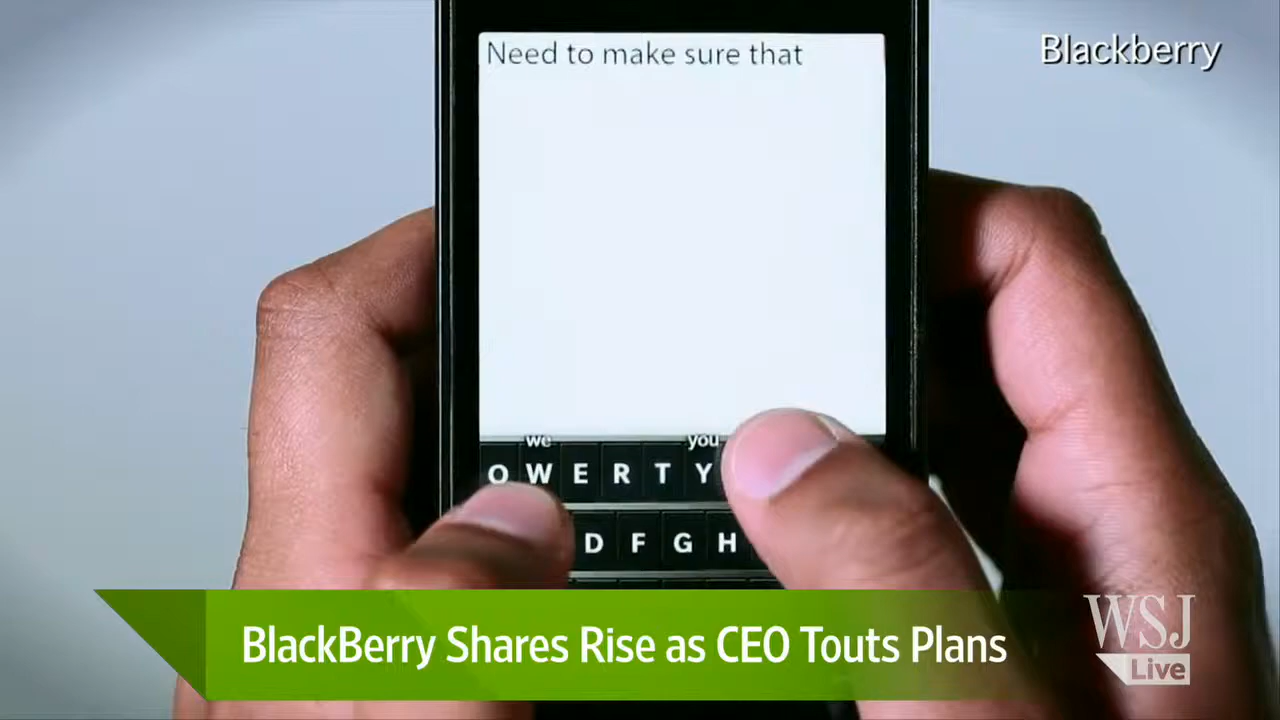 Need to make sure that
Blackberry
we you
Q W E R T Y
D F G H
BlackBerry Shares Rise as CEO Touts Plans
WSJ
Live